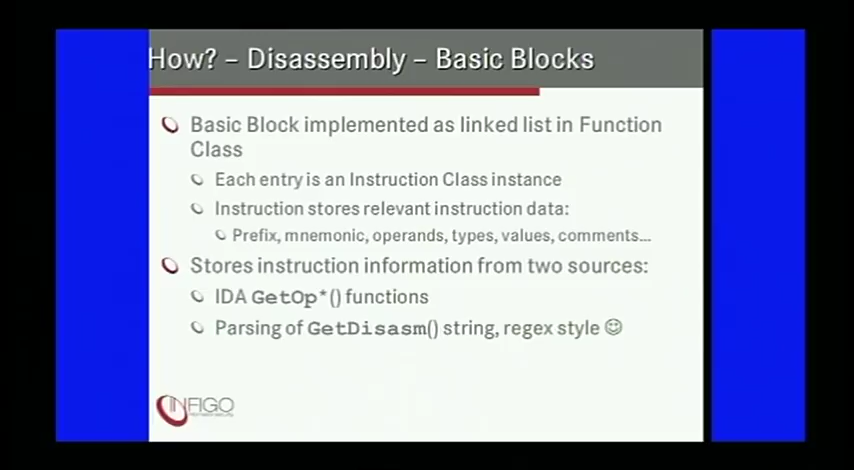 How? – Disassembly – Basic Blocks
Basic Block implemented as linked list in Function
Class
Each entry is an Instruction Class instance
Instruction stores relevant instruction data:
Prefix, mnemonic, operands, types, values, comments...
Stores instruction information from two sources:
IDA GetOp*() functions
Parsing of GetDisasm() string, regex style ☺
INFIGO